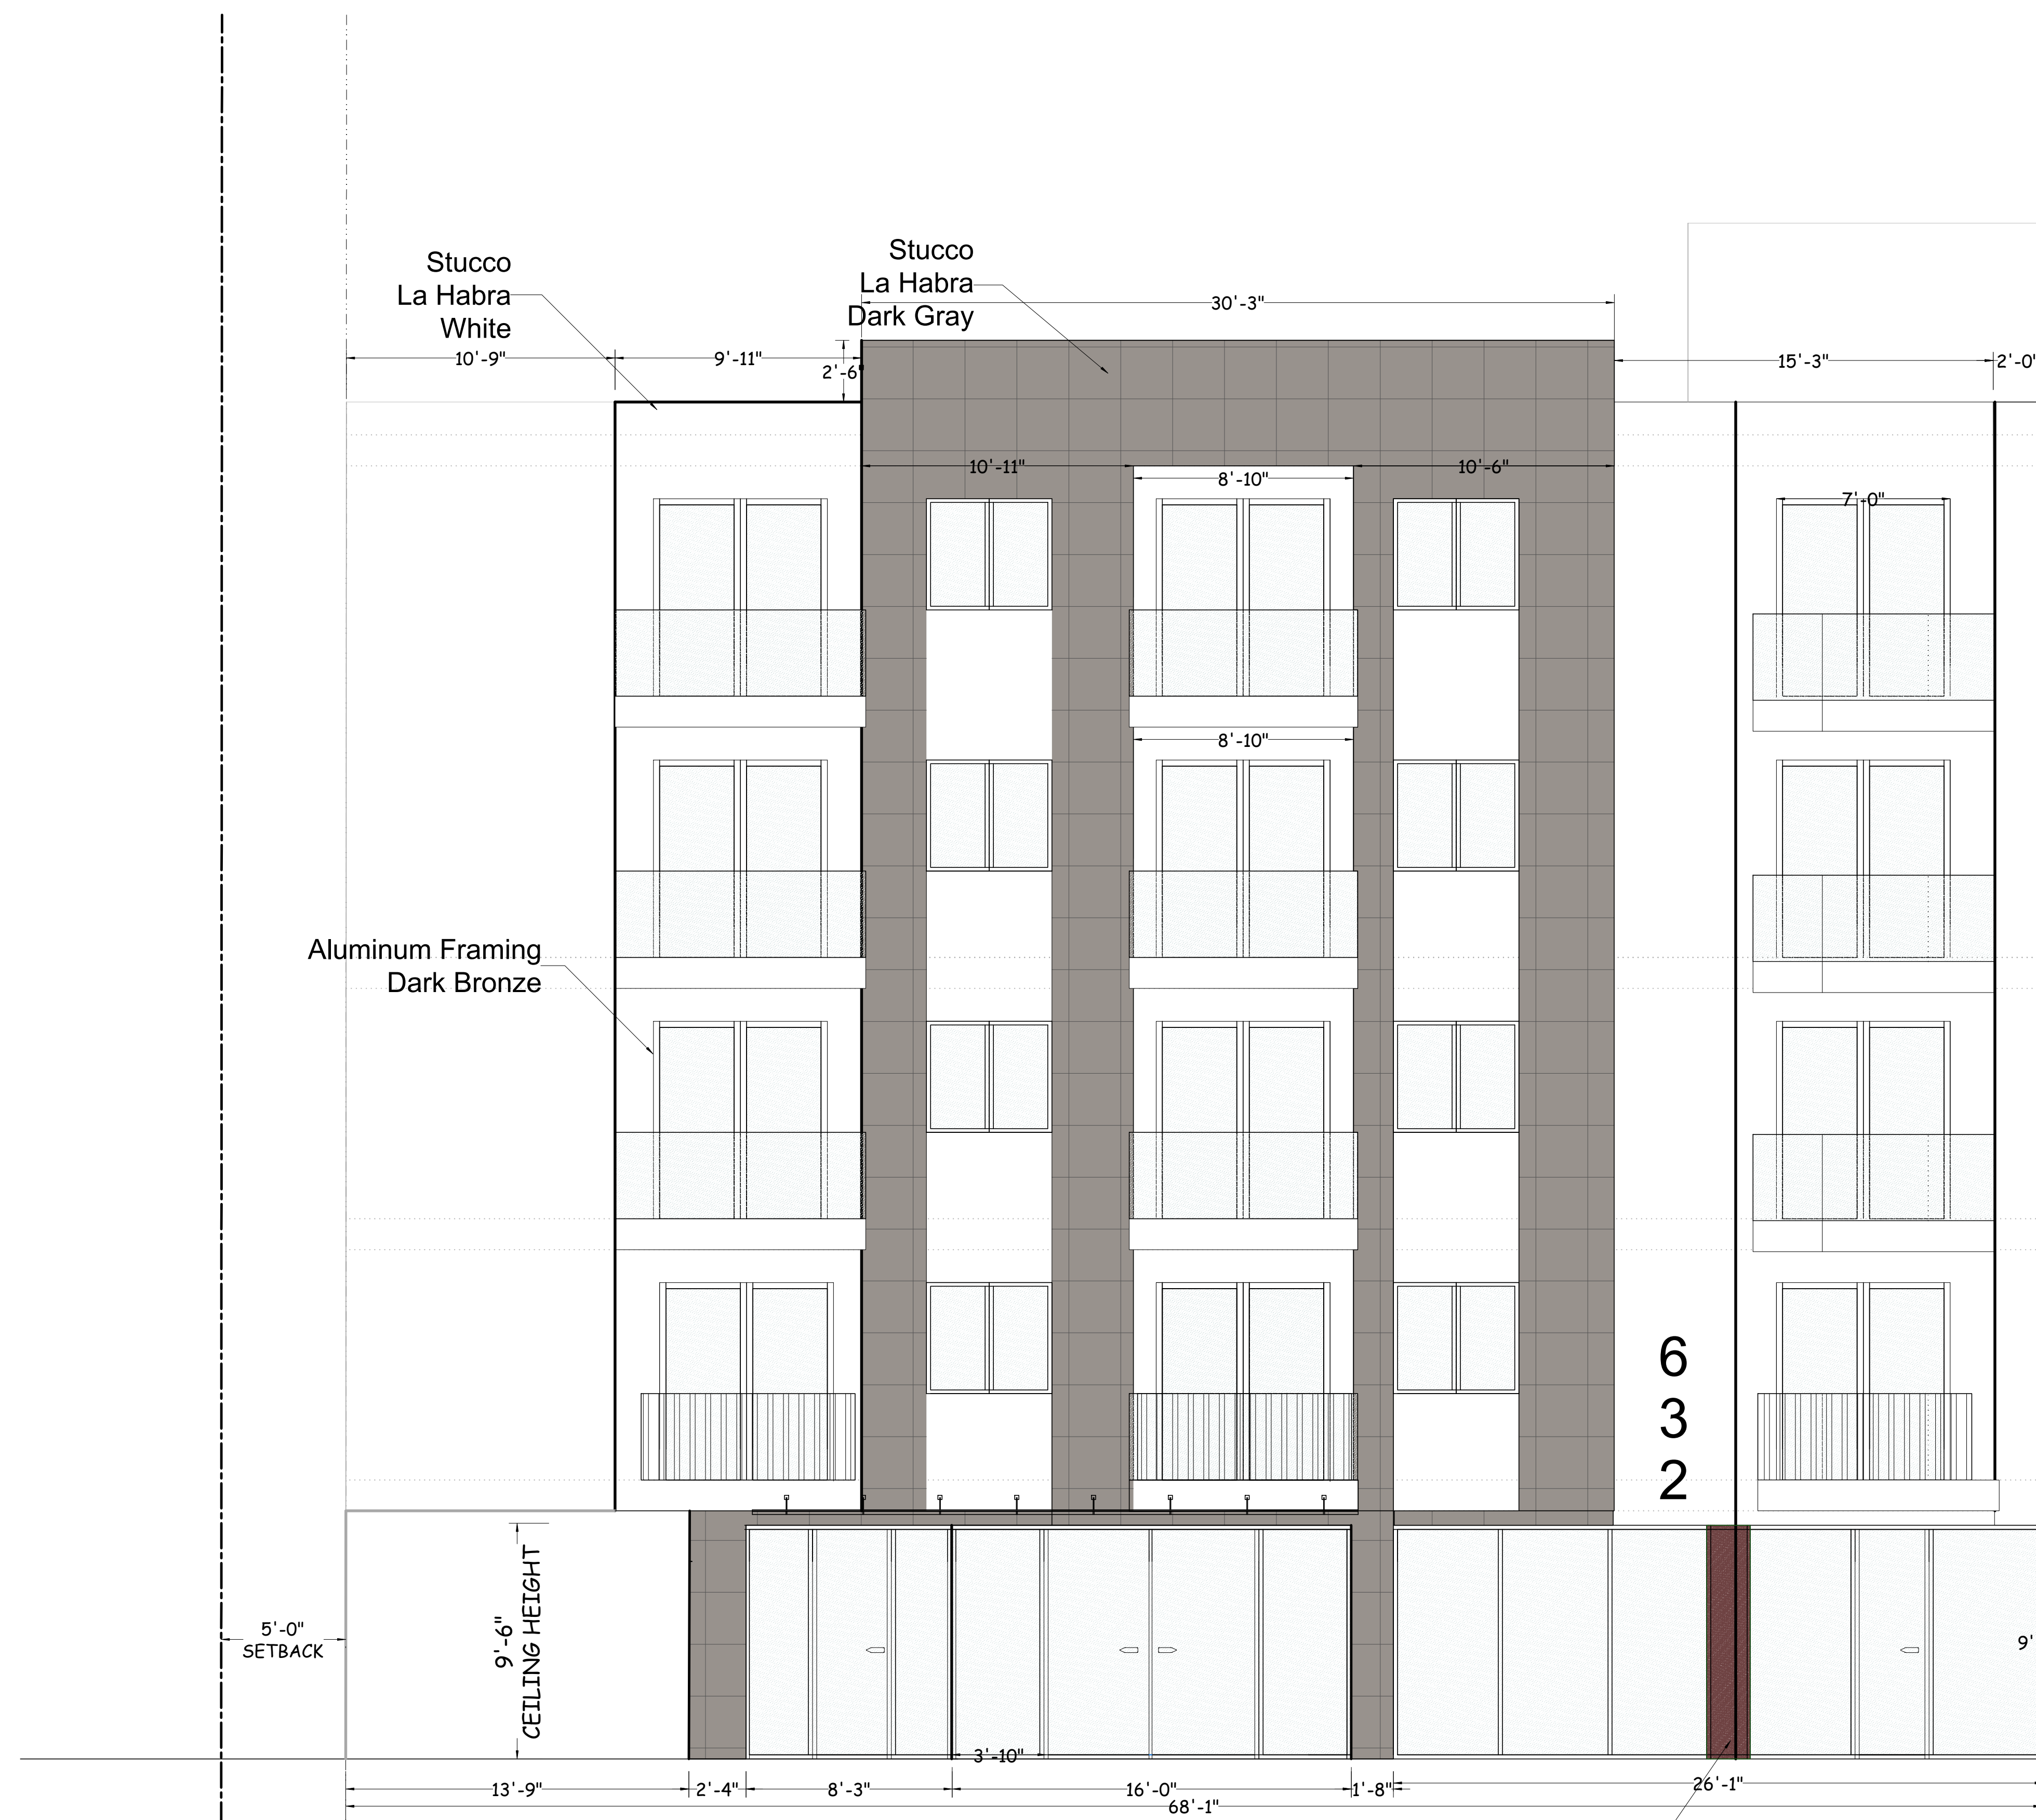 Stucco
La Habra
White
Stucco
La Habra
Dark Gray
30'-3"
10'-9"
9'-11"
2'-6"
15'-3"
2'-0"
10'-11"
8'-10"
10'-6"
7'-0"
8'-10"
Aluminum Framing
Dark Bronze
6
3
2
9'-6"
CEILING HEIGHT
5'-0"
SETBACK
9'
3'-10"
13'-9"
2'-4"
8'-3"
16'-0"
1'-8"
26'-1"
68'-1"